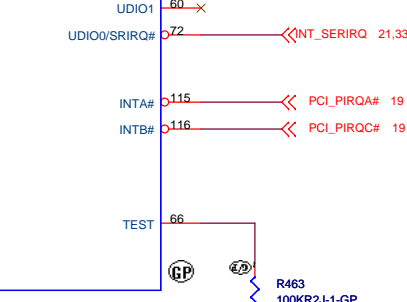 UDIO1 60
UDIO0/SRIRQ# 72 INT_SERIRQ 21,33
INTA# 115 PCI_PIRQA# 19
INTB# 116 PCI_PIRQC# 19
TEST 66
GP
R463
100KR2J-1-GP